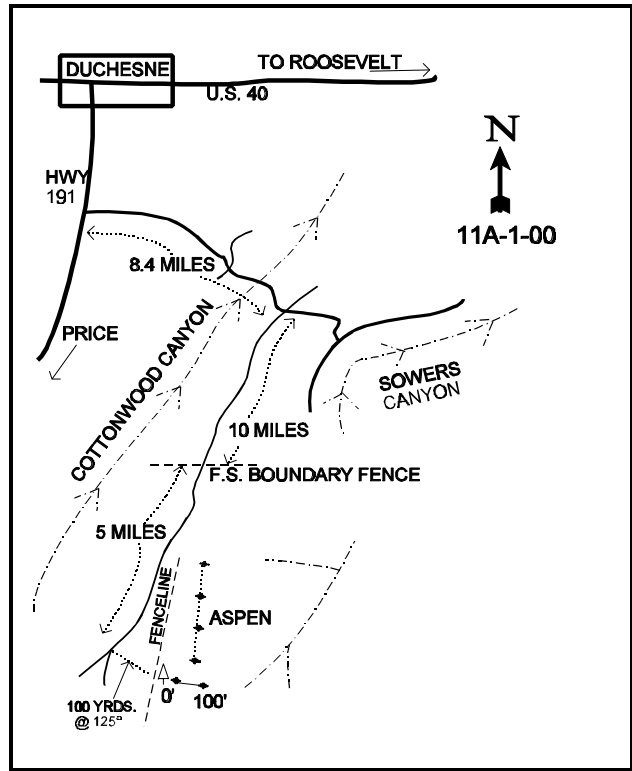 DUCHESNE
TO ROOSEVELT
U.S. 40
N
HWY
191
11A-1-00
8.4 MILES
PRICE
COTTONWOOD CANYON
SOWERS
CANYON
10 MILES
F.S. BOUNDARY FENCE
5 MILES
FENCELINE
ASPEN
0'
100'
100 YRDS.
@ 125°